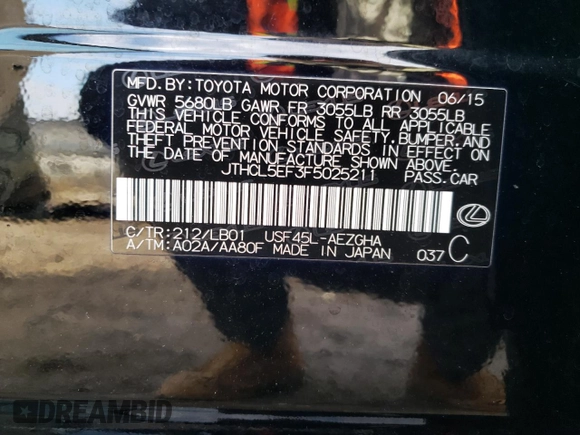 MFD. BY: TOYOTA MOTOR CORPORATION 06/15
GVWR 5680LB GAWR FR 3055LB RR 3055LB
THIS VEHICLE CONFORMS TO ALL APPLICABLE
FEDERAL MOTOR VEHICLE SAFETY, BUMPER, AND
THEFT PREVENTION STANDARDS IN EFFECT ON
THE DATE OF MANUFACTURE SHOWN ABOVE.
JTHCL5EF3F5025211 PASS.CAR
C/TR: 212/LB01 USF45L-AEZGHA
A/TM: A02A/AA80F MADE IN JAPAN 037 C
DREAMBID